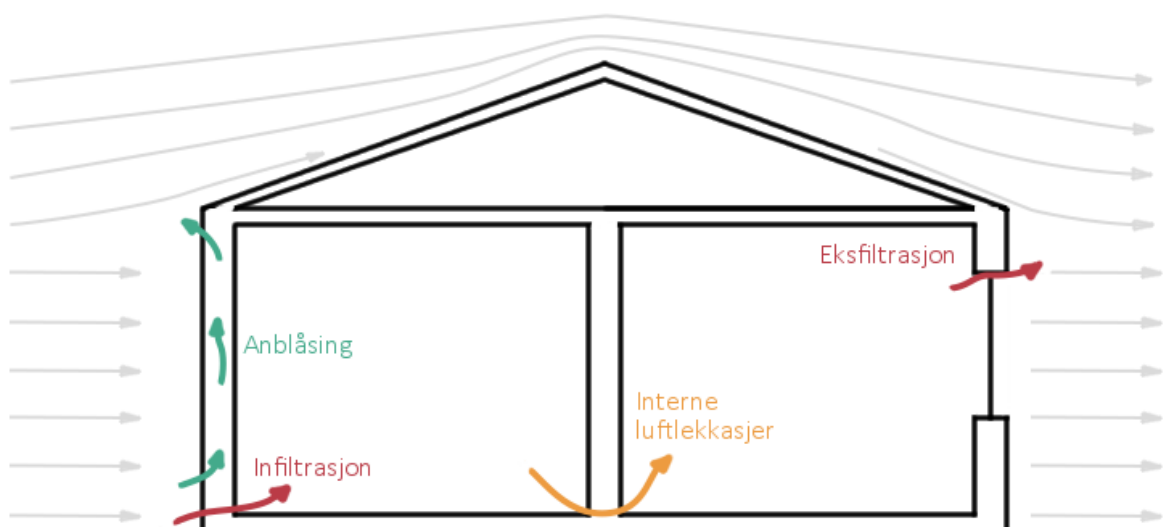 Eksfiltrasjon
Anblåsing
Interne
luftlekkasjer
Infiltrasjon